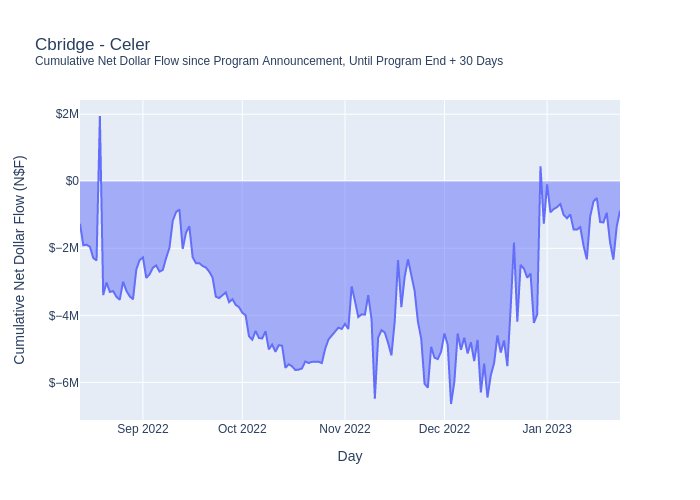 Cbridge - Celer
Cumulative Net Dollar Flow since Program Announcement, Until Program End + 30 Days
Cumulative Net Dollar Flow (N$F)
$2M
$0
$−2M
$−4M
$−6M
Sep 2022
Oct 2022
Nov 2022
Dec 2022
Jan 2023
Day